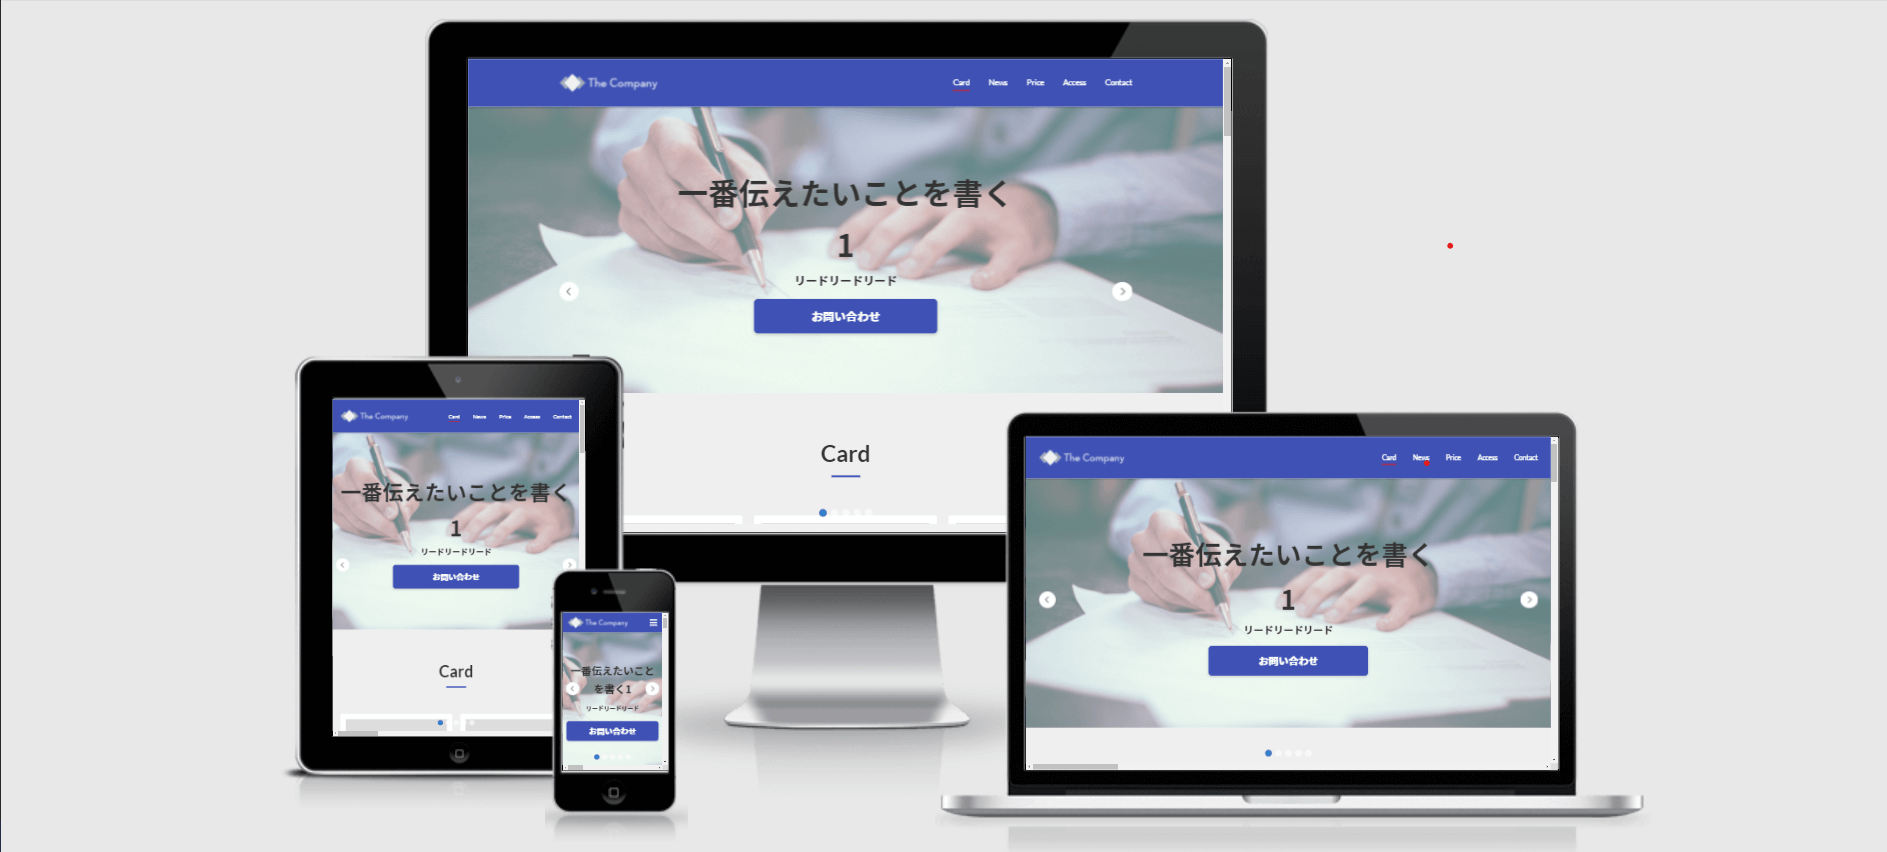 The Company
Card News Price Access Contact
一番伝えたいことを書く
1
リードリードリード
お問い合わせ
Card
The Company
Card News Price Access Contact
一番伝えたいことを書く
1
リードリードリード
お問い合わせ
Card
The Company
一番伝えたいこと
を書く1
リードリードリード
お問い合わせ
The Company
Card News Price Access Contact
一番伝えたいことを書く
1
リードリードリード
お問い合わせ